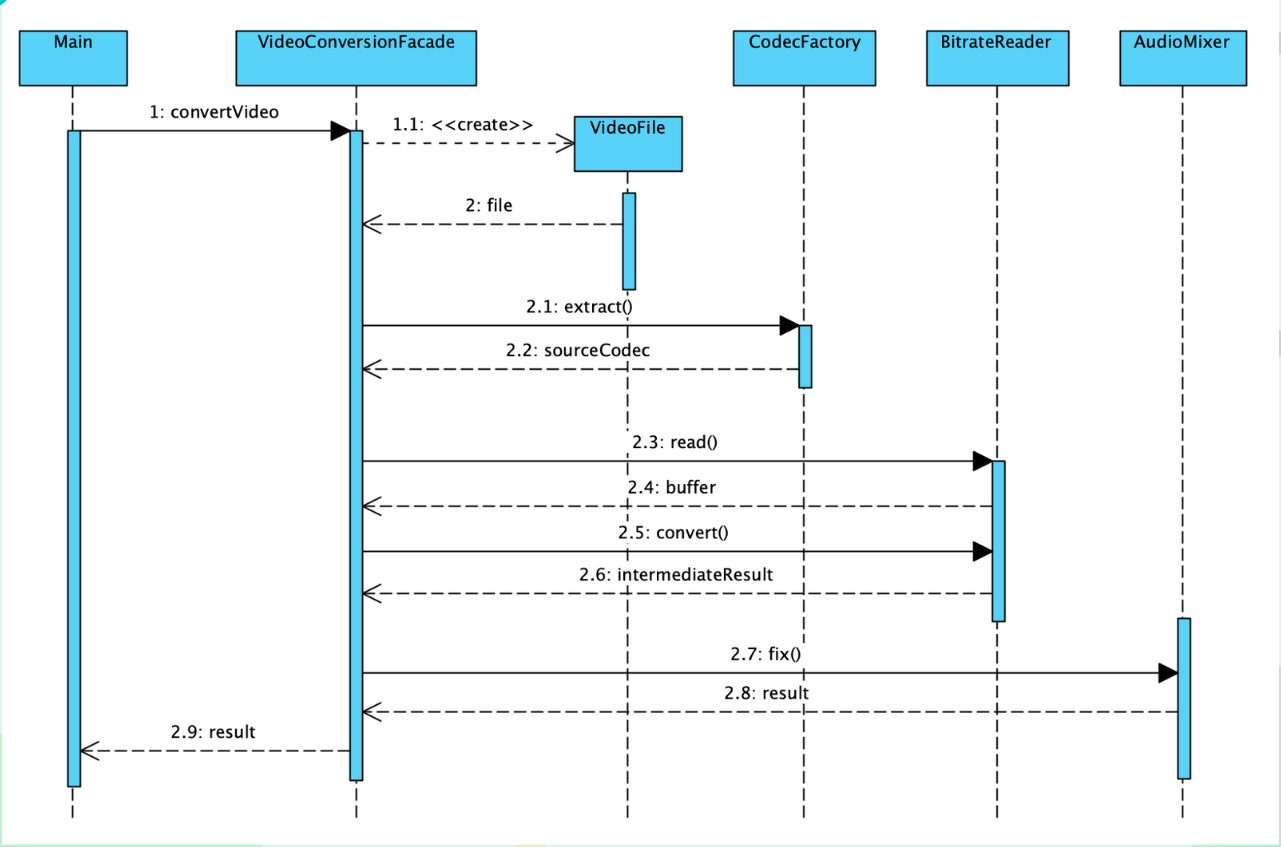 Main
VideoConversionFacade
CodecFactory
BitrateReader
AudioMixer
1: convertVideo
1.1: <<create>>
VideoFile
2: file
2.1: extract()
2.2: sourceCodec
2.3: read()
2.4: buffer
2.5: convert()
2.6: intermediateResult
2.7: fix()
2.8: result
2.9: result